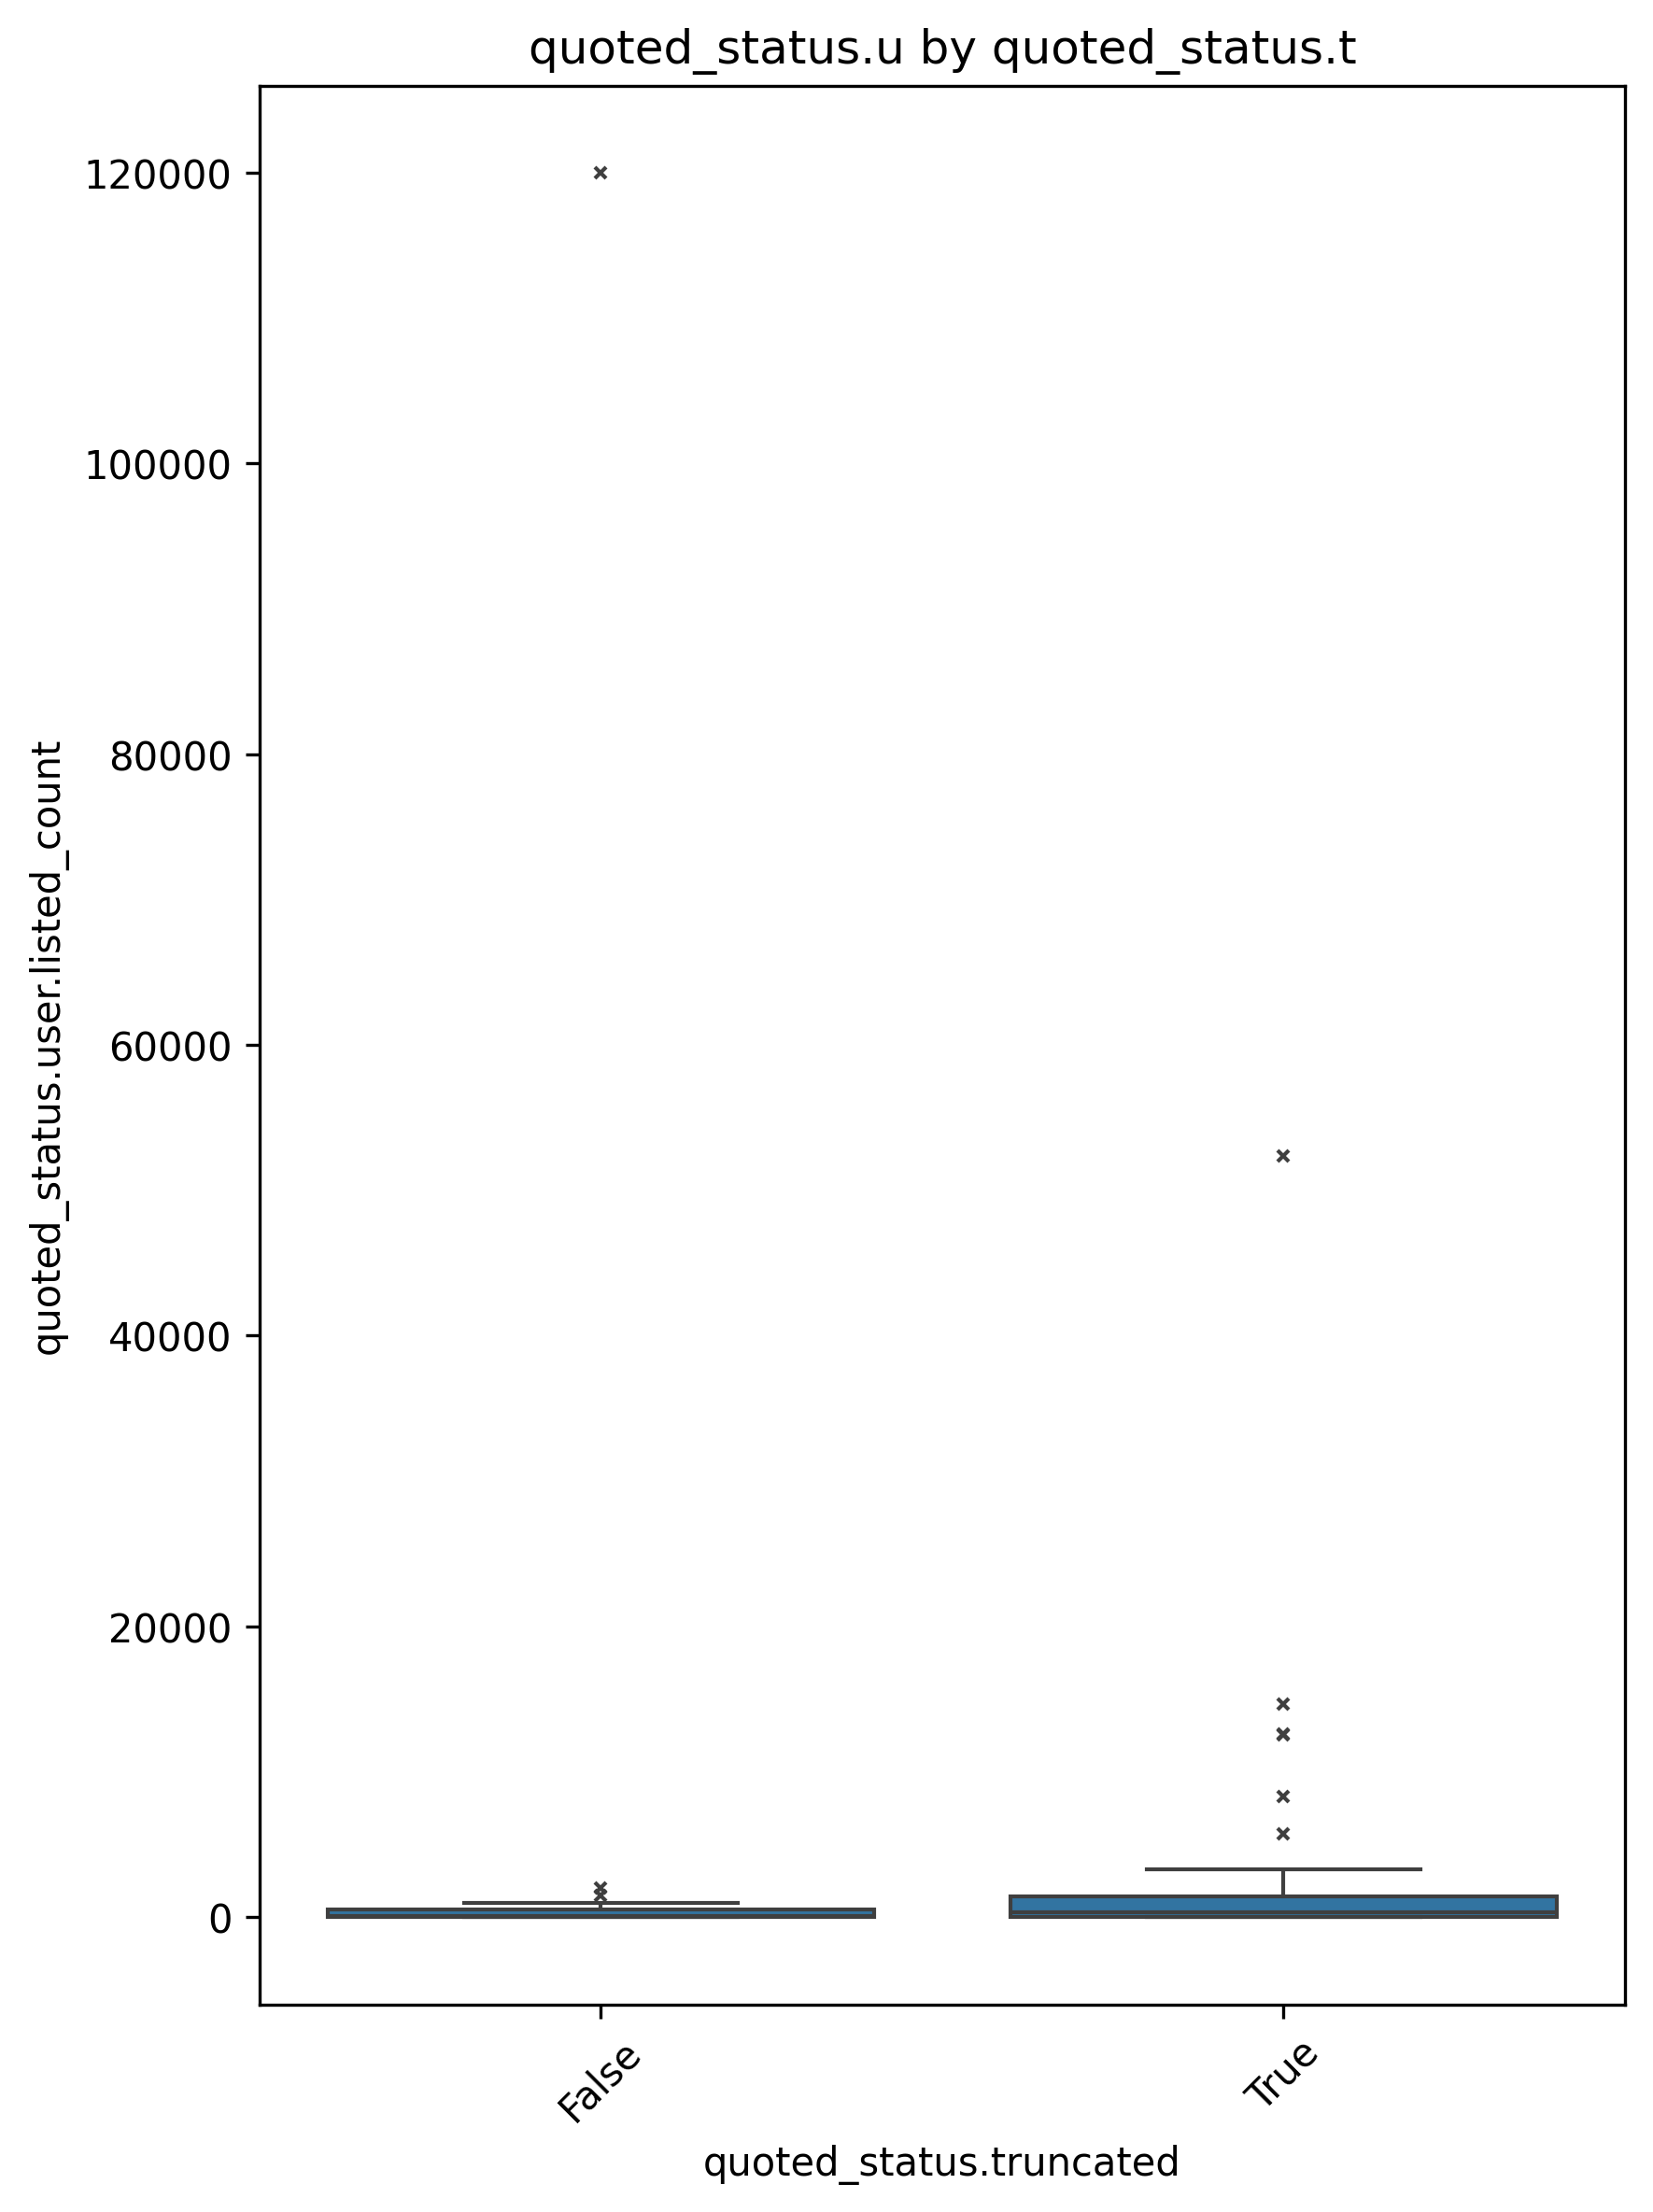 quoted_status.u by quoted_status.t
120000
100000
80000
60000
40000
20000
0
quoted_status.user.listed_count
False
True
quoted_status.truncated